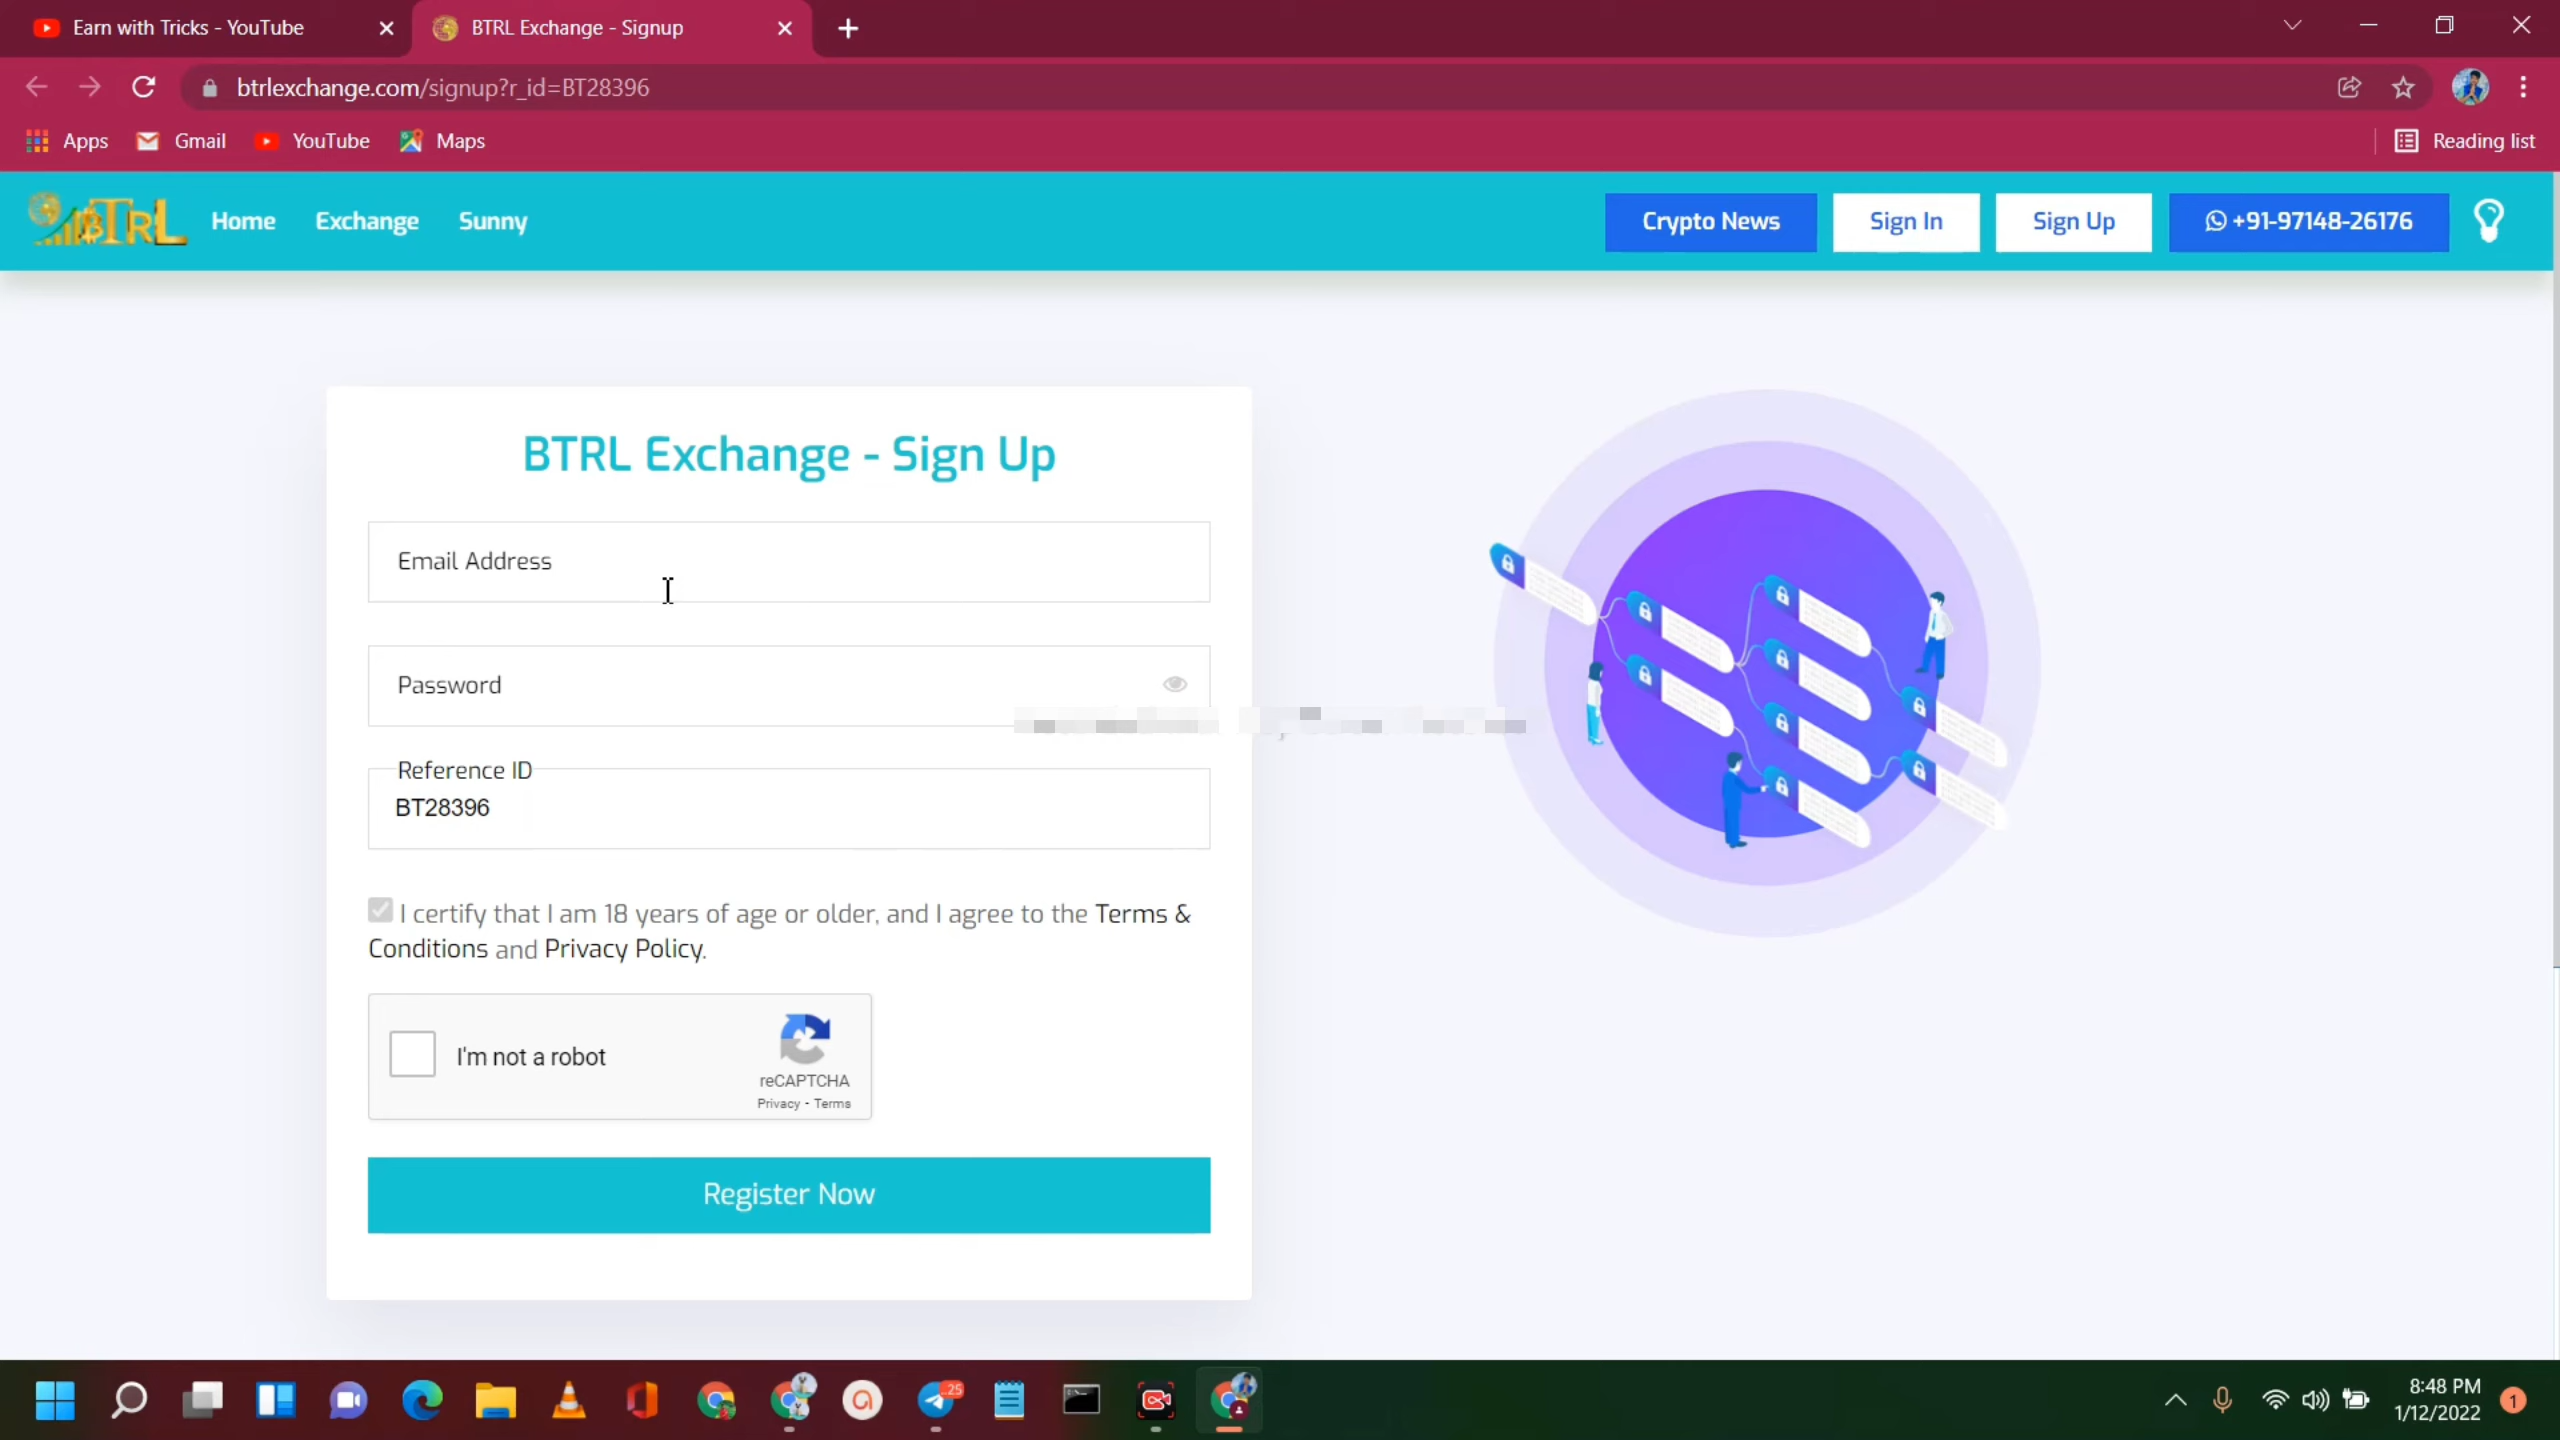 Earn with Tricks - YouTube
BTRL Exchange - Signup
btrlexchange.com/signup?r_id=BT28396
Apps
Gmail
YouTube
Maps
Reading list
BTRL
Home
Exchange
Sunny
Crypto News
Sign In
Sign Up
+91-97148-26176
BTRL Exchange - Sign Up
Email Address
Password
Reference ID
BT28396
I certify that I am 18 years of age or older, and I agree to the Terms &
Conditions and Privacy Policy.
I'm not a robot
reCAPTCHA
Privacy - Terms
Register Now
25
8:48 PM
1/12/2022
1